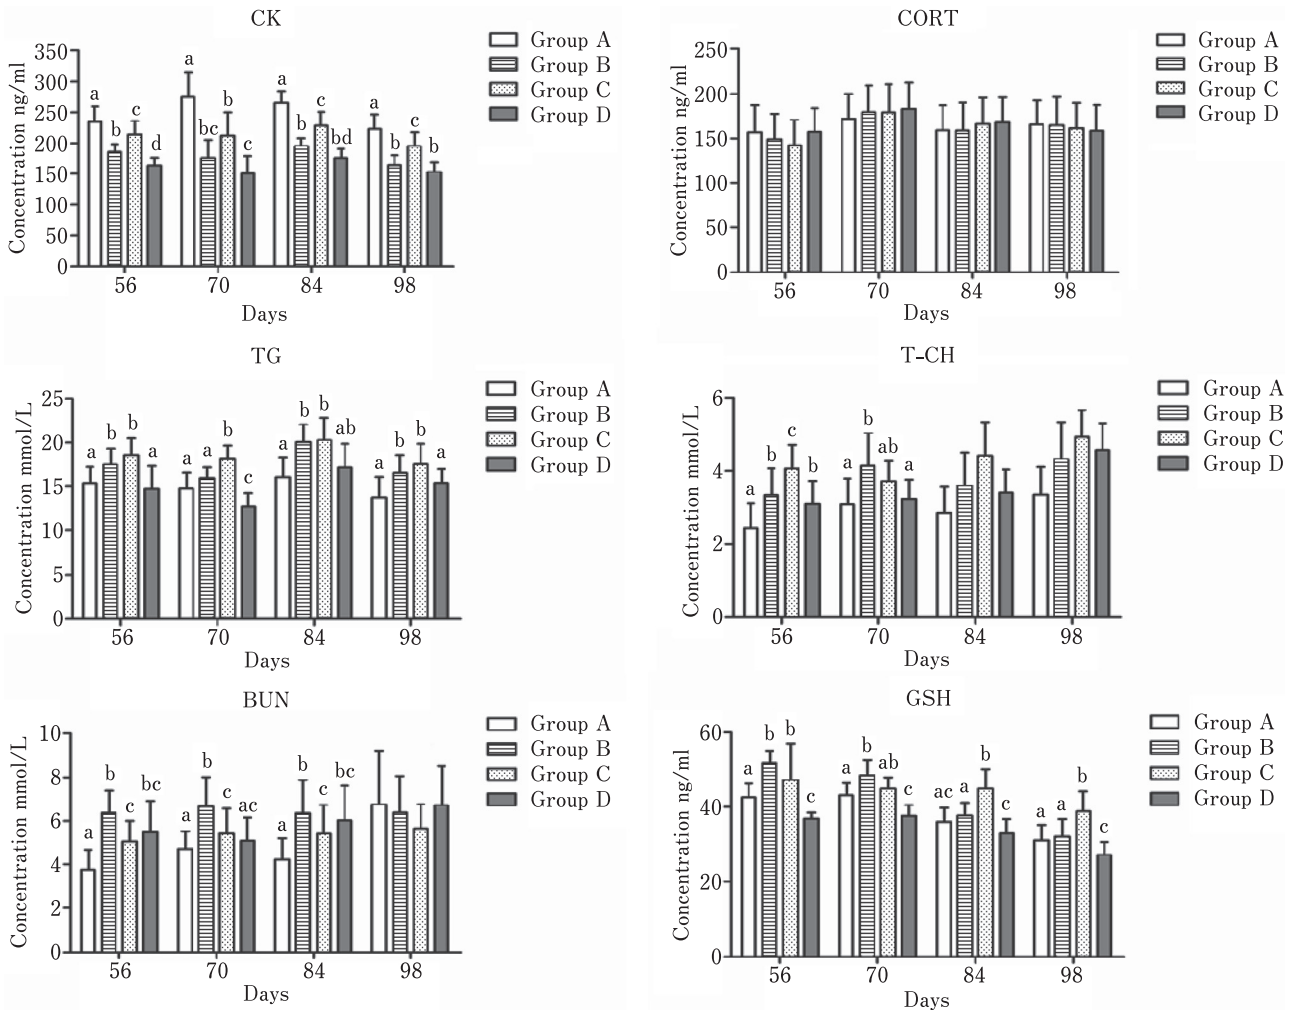 CK
Concentration ng/ml
350
300
250
200
150
100
50
0
a b c d
a bc b c
a b c bd
a b c b
56 70 84 98
Days
Group A
Group B
Group C
Group D
CORT
Concentration ng/ml
250
200
150
100
50
0
56 70 84 98
Days
Group A
Group B
Group C
Group D
TG
Concentration mmol/L
25
20
15
10
5
0
a b b a
a a b c
a b b ab
a b b a
56 70 84 98
Days
Group A
Group B
Group C
Group D
T-CH
Concentration mmol/L
6
4
2
0
a b c b
a b ab a
56 70 84 98
Days
Group A
Group B
Group C
Group D
BUN
Concentration mmol/L
10
8
6
4
2
0
a b c bc
a b c ac
a b c bc
56 70 84 98
Days
Group A
Group B
Group C
Group D
GSH
Concentration ng/ml
60
40
20
0
a b b c
a b ab c
ac a b c
a a b c
56 70 84 98
Days
Group A
Group B
Group C
Group D